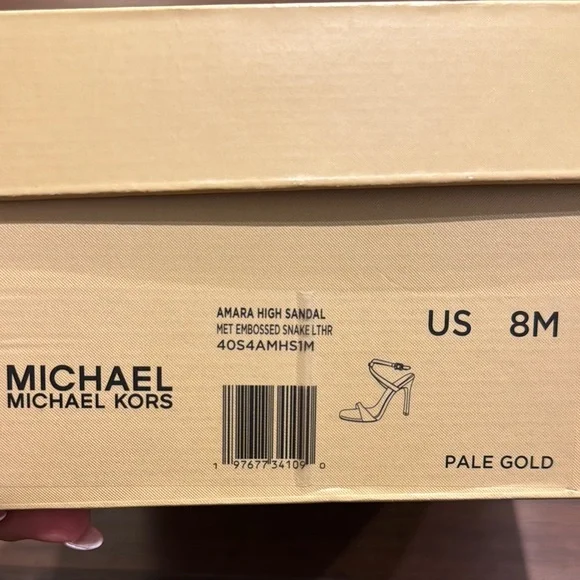 AMARA HIGH SANDAL
MET EMBOSSED SNAKE LTHR
40S4AMHS1M
US 8M
MICHAEL
MICHAEL KORS
1 97677 34109 0
PALE GOLD